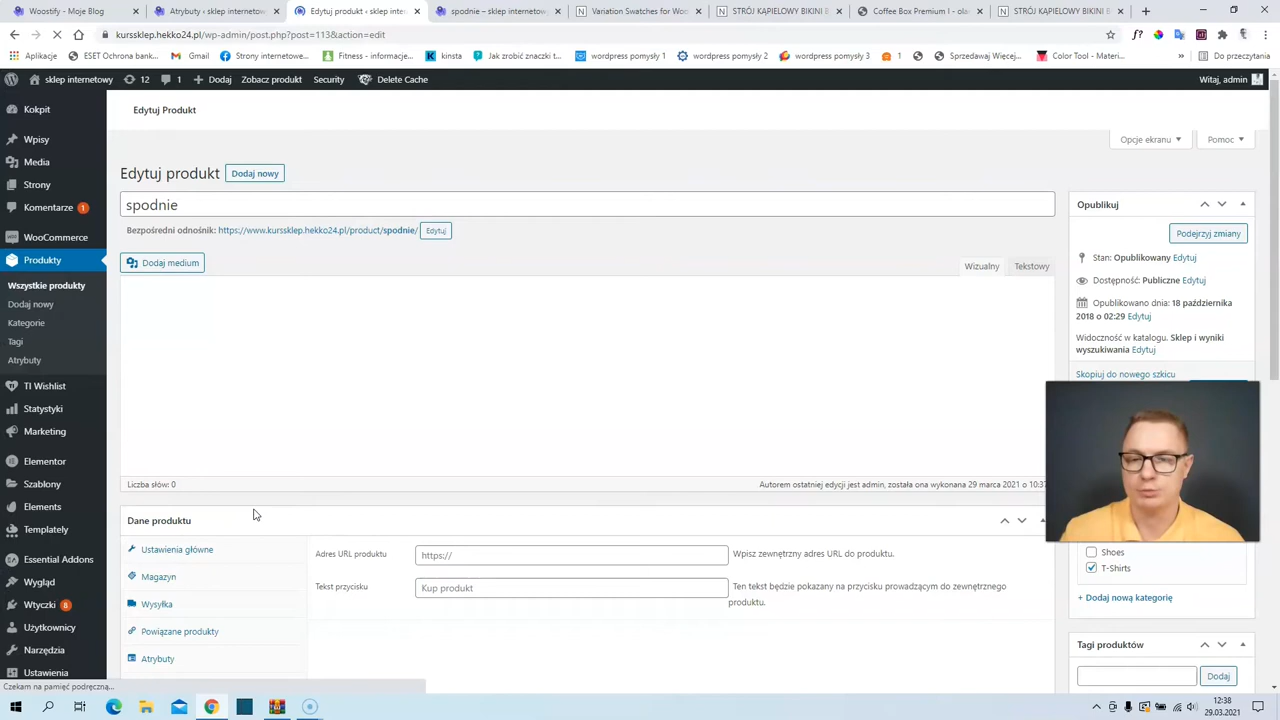 Woostify - Moj Blog
Atrybuty ‹ sklep internetowy
Edytuj produkt ‹ sklep inter
spodnie – sklep internetowy
Variation Swatches for Woo
STRÓJ KĄPIELOWY BIKINI B
Coffee Box Premium I - ola
STRÓJ KĄPIELOWY BIKINI B
kurssklep.hekko24.pl/wp-admin/post.php?post=113&action=edit
Aplikacje
ESET Ochrona bank...
Gmail
Strony internetowe...
Fitness - informacje...
kinsta
Jak zrobić znaczki t...
wordpress pomysły 1
wordpress pomysły 2
wordpress pomysły 3
1
Sprzedawaj Więcej,...
Color Tool - Materi...
»
Do przeczytania
sklep internetowy
12
1
Dodaj
Zobacz produkt
Security
Delete Cache
Witaj, admin
Kokpit
Wpisy
Media
Strony
Komentarze 1
WooCommerce
Produkty
Wszystkie produkty
Dodaj nowy
Kategorie
Tagi
Atrybuty
TI Wishlist
Statystyki
Marketing
Elementor
Szablony
Elements
Templately
Essential Addons
Wygląd
Wtyczki 8
Użytkownicy
Narzędzia
Ustawienia
Edytuj Produkt
Opcje ekranu
Pomoc
Edytuj produkt
Dodaj nowy
spodnie
Bezpośredni odnośnik: https://www.kurssklep.hekko24.pl/product/spodnie/ Edytuj
Dodaj medium
Wizualny
Tekstowy
Liczba słów: 0
Autorem ostatniej edycji jest admin, została ona wykonana 29 marca 2021 o 10:37
Dane produktu
Ustawienia główne
Magazyn
Wysyłka
Powiązane produkty
Atrybuty
Adres URL produktu
https://
Wpisz zewnętrzny adres URL do produktu.
Tekst przycisku
Kup produkt
Ten tekst będzie pokazany na przycisku prowadzącym do zewnętrznego
produktu.
Opublikuj
Podejrzyj zmiany
Stan: Opublikowany Edytuj
Dostępność: Publiczne Edytuj
Opublikowano dnia: 18 października
2018 o 02:29 Edytuj
Widoczność w katalogu. Sklep i wyniki
wyszukiwania Edytuj
Skopiuj do nowego szkicu
Shoes
T-Shirts
+ Dodaj nową kategorię
Tagi produktów
Dodaj
Czekam na pamięć podręczną...
12:38
29.03.2021